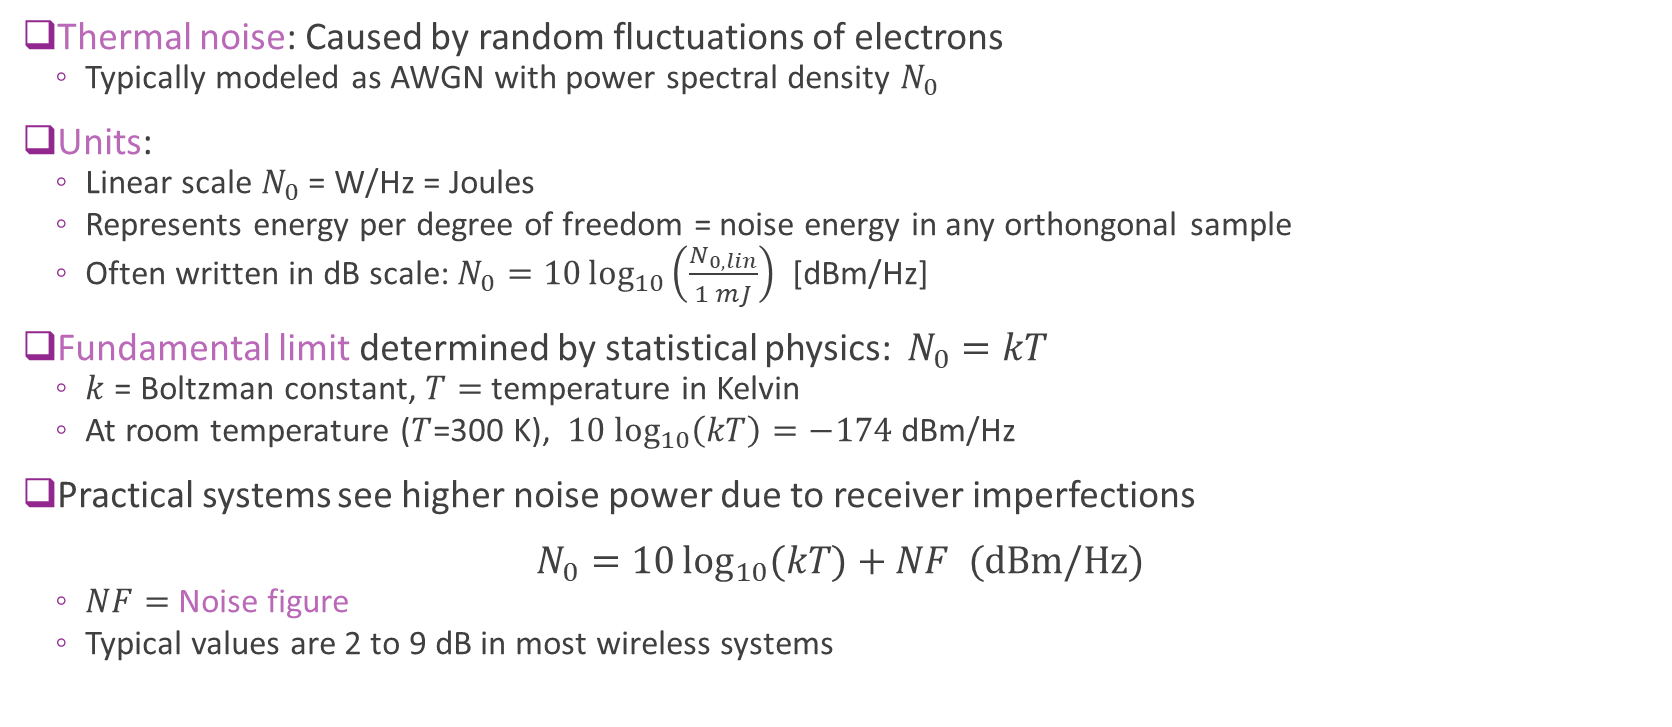 ❑Thermal noise: Caused by random fluctuations of electrons
◦ Typically modeled as AWGN with power spectral density N₀
❑Units:
◦ Linear scale N₀ = W/Hz = Joules
◦ Represents energy per degree of freedom = noise energy in any orthongonal sample
◦ Often written in dB scale: N₀ = 10 log₁₀ (N₀,lin / 1 mJ) [dBm/Hz]
❑Fundamental limit determined by statistical physics: N₀ = kT
◦ k = Boltzman constant, T = temperature in Kelvin
◦ At room temperature (T=300 K), 10 log₁₀(kT) = −174 dBm/Hz
❑Practical systems see higher noise power due to receiver imperfections
N₀ = 10 log₁₀(kT) + NF (dBm/Hz)
◦ NF = Noise figure
◦ Typical values are 2 to 9 dB in most wireless systems